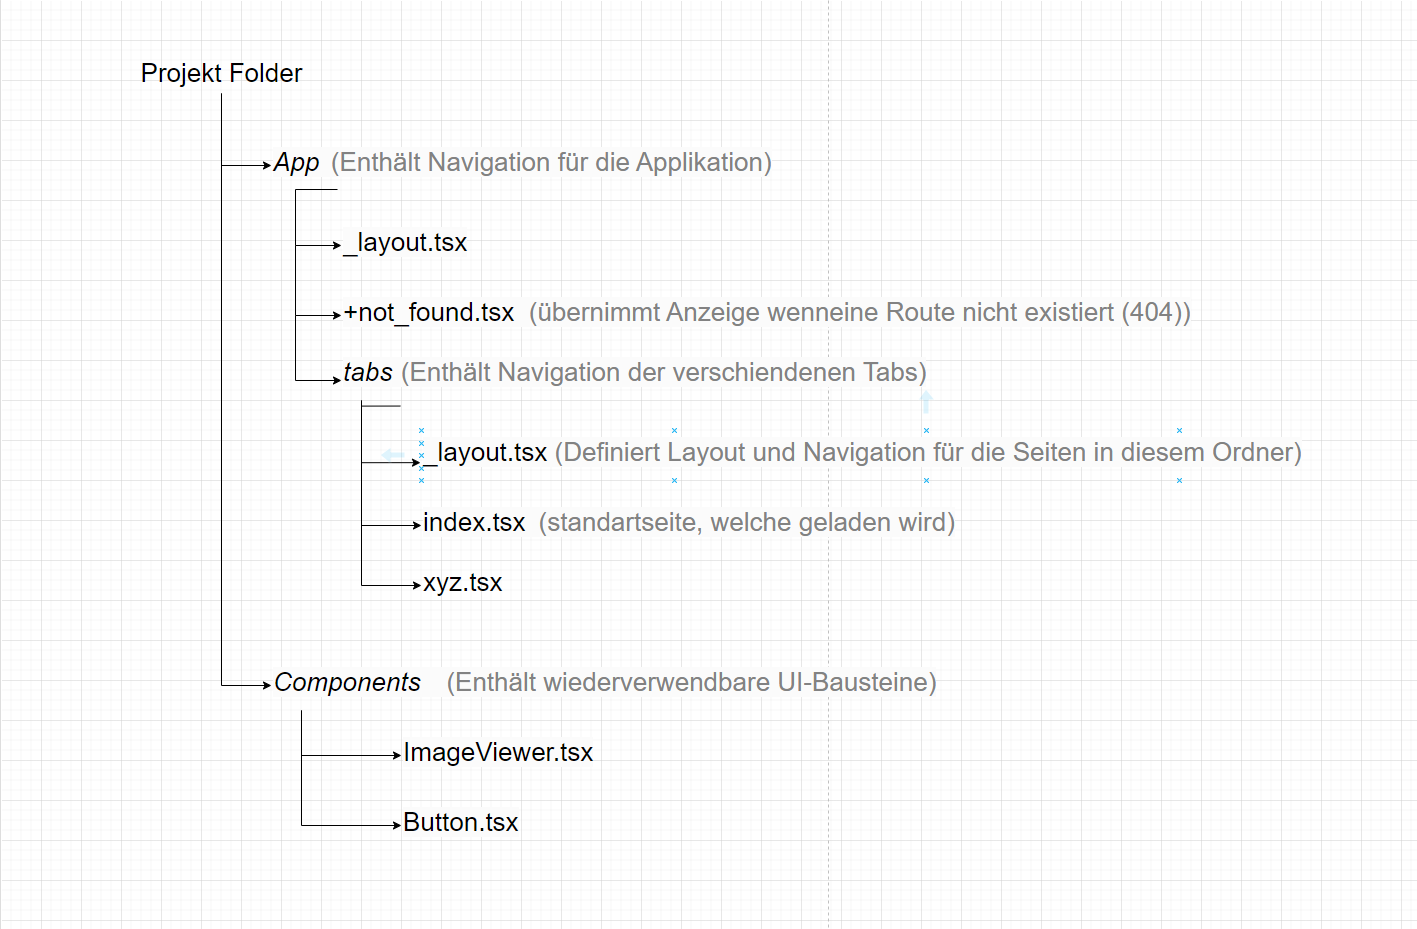 Projekt Folder
App (Enthält Navigation für die Applikation)
_layout.tsx
+not_found.tsx (übernimmt Anzeige wenneine Route nicht existiert (404))
tabs (Enthält Navigation der verschiendenen Tabs)
_layout.tsx (Definiert Layout und Navigation für die Seiten in diesem Ordner)
index.tsx (standartseite, welche geladen wird)
xyz.tsx
Components (Enthält wiederverwendbare UI-Bausteine)
ImageViewer.tsx
Button.tsx